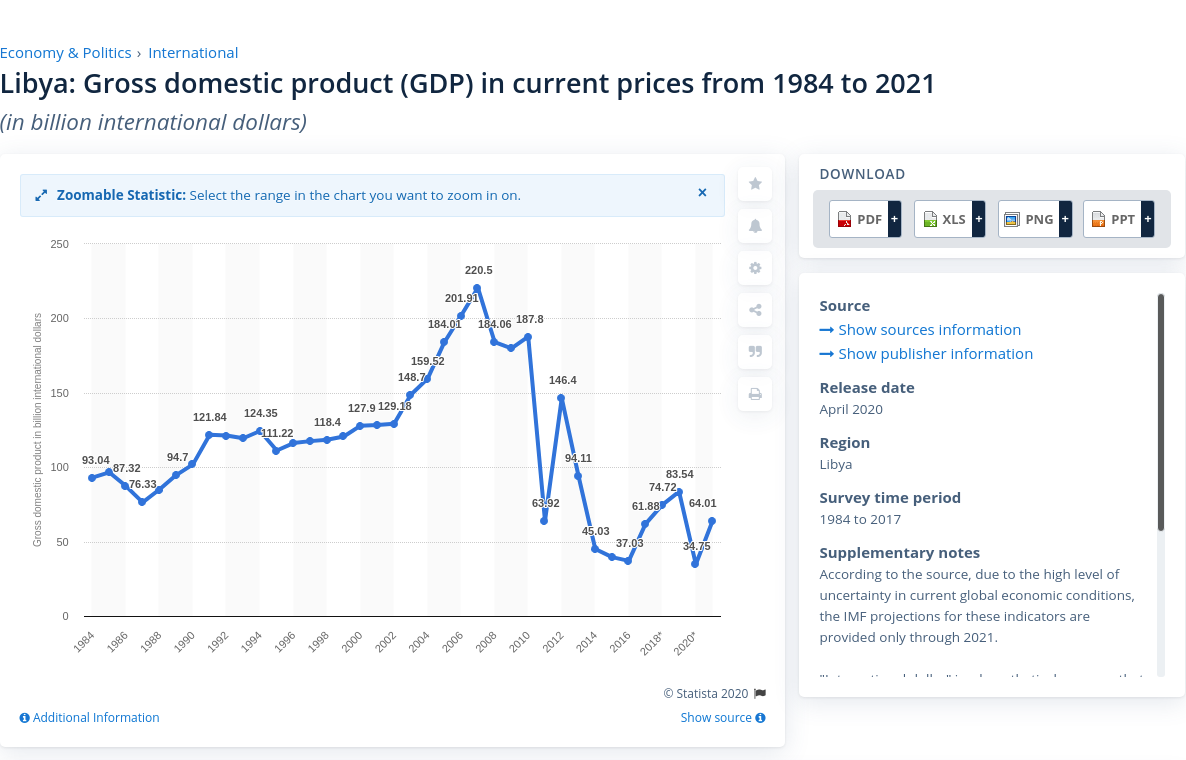 Economy & Politics › International
Libya: Gross domestic product (GDP) in current prices from 1984 to 2021
(in billion international dollars)
Zoomable Statistic: Select the range in the chart you want to zoom in on.
×
Gross domestic product in billion international dollars
250
200
150
100
50
0
93.04
87.32
76.33
94.7
121.84
124.35
111.22
118.4
127.9
129.18
148.7
159.52
184.01
201.91
220.5
184.06
187.8
63.92
146.4
94.11
45.03
37.03
61.88
74.72
83.54
34.75
64.01
1984
1986
1988
1990
1992
1994
1996
1998
2000
2002
2004
2006
2008
2010
2012
2014
2016
2018*
2020*
© Statista 2020
Additional Information
Show source
DOWNLOAD
PDF + XLS + PNG + PPT +
Source
Show sources information
Show publisher information
Release date
April 2020
Region
Libya
Survey time period
1984 to 2017
Supplementary notes
According to the source, due to the high level of
uncertainty in current global economic conditions,
the IMF projections for these indicators are
provided only through 2021.